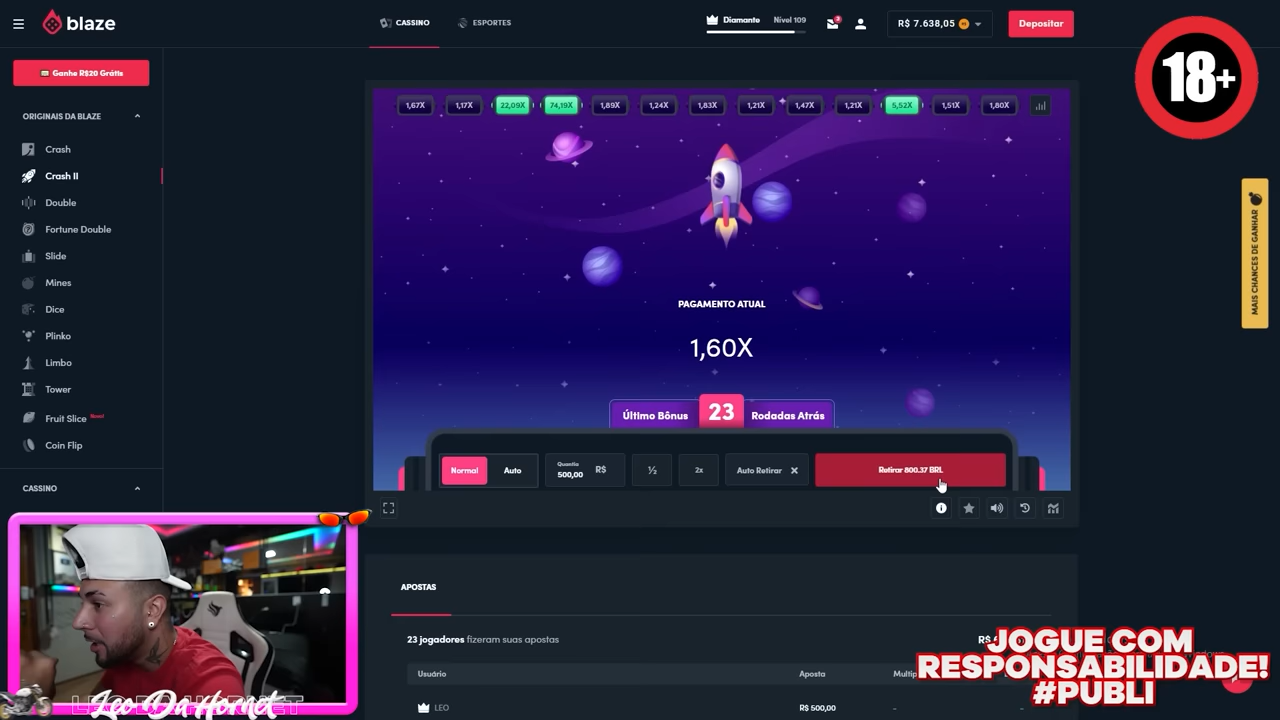 blaze
CASSINO
ESPORTES
Diamante Nível 109
3
R$ 7.638,05
Depositar
18+
Ganhe R$20 Grátis
ORIGINAIS DA BLAZE
Crash
Crash II
Double
Fortune Double
Slide
Mines
Dice
Plinko
Limbo
Tower
Fruit Slice Novo!
Coin Flip
CASSINO
1,67X 1,17X 22,09X 74,19X 1,89X 1,24X 1,83X 1,21X 1,47X 1,21X 5,52X 1,51X 1,80X
MAIS CHANCES DE GANHAR
PAGAMENTO ATUAL
1,60X
Último Bônus 23 Rodadas Atrás
Normal Auto
Quantia
500,00 R$
½
2x
Auto Retirar
Retirar 800.37 BRL
APOSTAS
23 jogadores fizeram suas apostas
Usuário Aposta
LEO R$ 500,00 - -
Leo Da Hornet
JOGUE COM
RESPONSABILIDADE!
#PUBLI